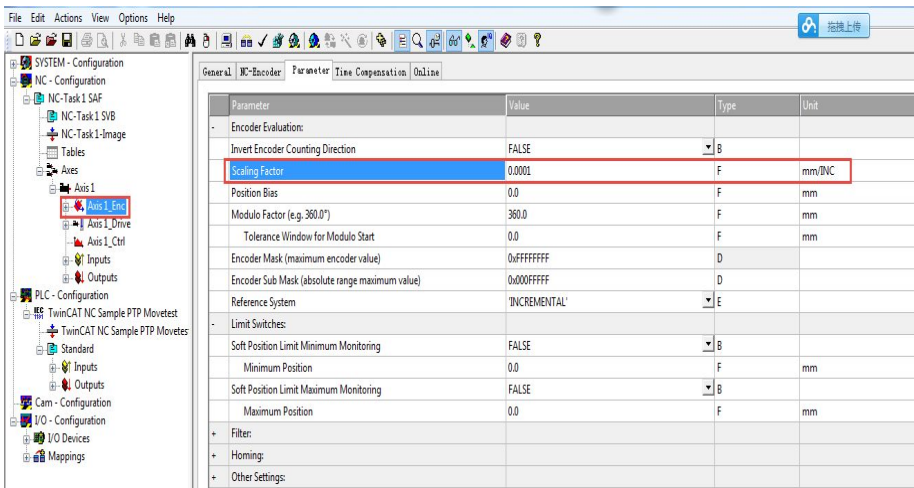 File Edit Actions View Options Help
拖拽上传
SYSTEM - Configuration
NC - Configuration
NC-Task 1 SAF
NC-Task 1 SVB
NC-Task 1-Image
Tables
Axes
Axis 1
Axis 1_Enc
Axis 1_Drive
Axis 1_Ctrl
Inputs
Outputs
PLC - Configuration
TwinCAT NC Sample PTP Movetest
TwinCAT NC Sample PTP Movetes
Standard
Inputs
Outputs
Cam - Configuration
I/O - Configuration
I/O Devices
Mappings
General NC-Encoder Parameter Time Compensation Online
Parameter Value Type Unit
- Encoder Evaluation:
Invert Encoder Counting Direction FALSE B
Scaling Factor 0.0001 F mm/INC
Position Bias 0.0 F mm
Modulo Factor (e.g. 360.0°) 360.0 F mm
Tolerance Window for Modulo Start 0.0 F mm
Encoder Mask (maximum encoder value) 0xFFFFFFFF D
Encoder Sub Mask (absolute range maximum value) 0x000FFFFF D
Reference System 'INCREMENTAL' E
- Limit Switches:
Soft Position Limit Minimum Monitoring FALSE B
Minimum Position 0.0 F mm
Soft Position Limit Maximum Monitoring FALSE B
Maximum Position 0.0 F mm
+ Filter:
+ Homing:
+ Other Settings: